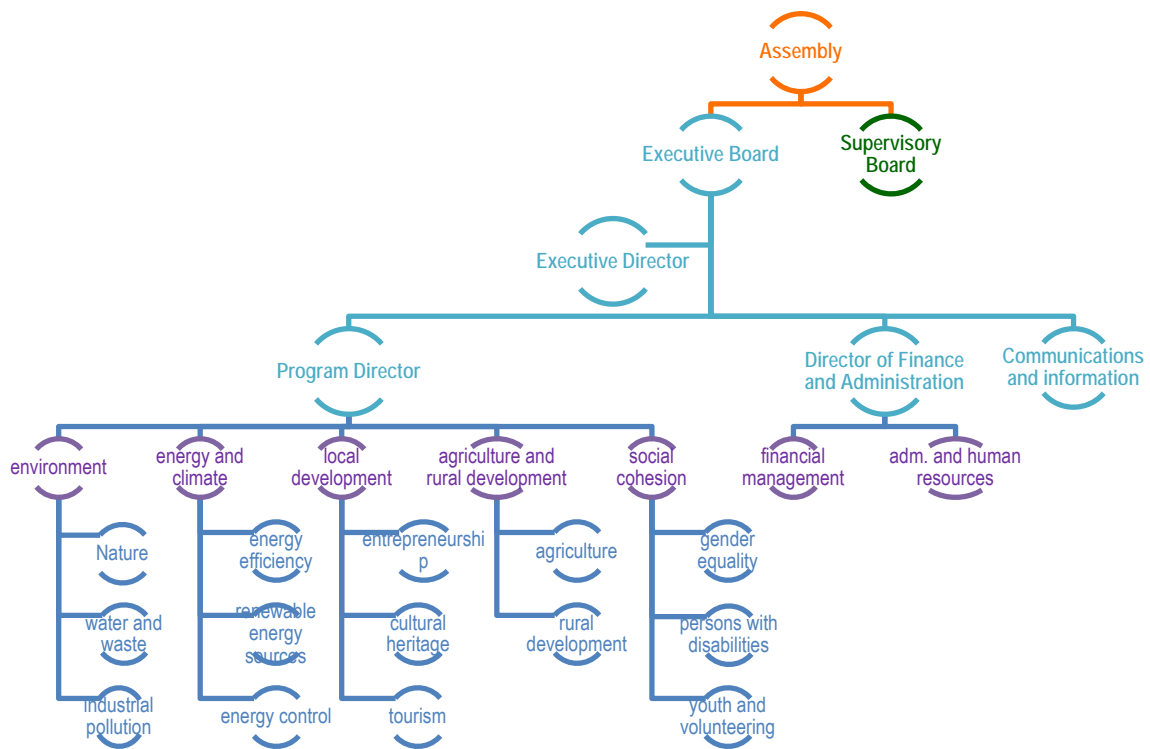 Assembly
Executive Board
Supervisory
Board
Executive Director
Program Director
Director of Finance
and Administration
Communications
and information
environment
energy and
climate
local
development
agriculture and
rural development
social
cohesion
financial
management
adm. and human
resources
Nature
energy
efficiency
entrepreneurshi
p
agriculture
gender
equality
water and
waste
renewable
energy
sources
cultural
heritage
rural
development
persons with
disabilities
industrial
pollution
energy control
tourism
youth and
volunteering